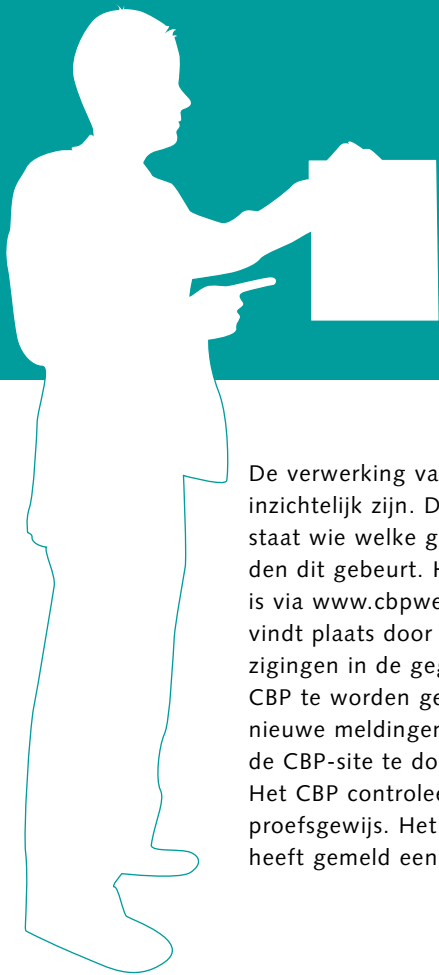 De verwerking va
inzichtelijk zijn. D
staat wie welke g
den dit gebeurt. H
is via www.cbpwe
vindt plaats door
zigingen in de geg
CBP te worden ge
nieuwe meldingen
de CBP-site te do
Het CBP controlee
proefsgewijs. Het
heeft gemeld een